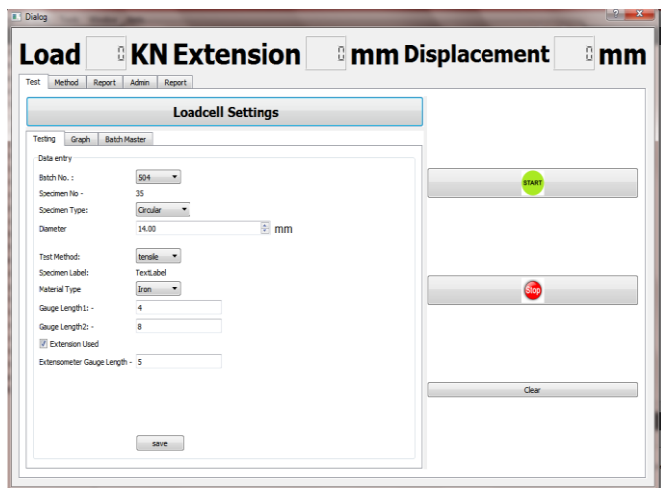 Dialog
Load 0 KN Extension 0 mm Displacement 0 mm
Test Method Report Admin Report
Loadcell Settings
Testing Graph Batch Master
Data entry
Batch No. : 504
Specimen No - 35
Specimen Type: Circular
Diameter 14.00 mm
Test Method: tensile
Specimen Label: TextLabel
Material Type Iron
Gauge Length1: - 4
Gauge Length2: - 8
Extension Used
Extensometer Gauge Length - 5
save
START
Stop
Clear